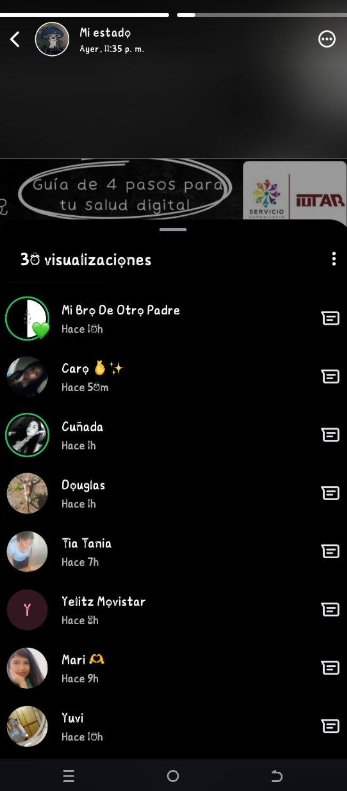 Mi estado
Ayer, 11:35 p. m.
Guía de 4 pasos para
tu salud digital
SERVICIO
IUTAR
30 visualizaciones
Mi Bro De Otro Padre
Hace 10h
Caro 🫰✨
Hace 50m
Cuñada
Hace 1h
Douglas
Hace 1h
Tia Tania
Hace 7h
Y
Yelitz Movistar
Hace 8h
Mari 🫶
Hace 9h
Yuvi
Hace 10h